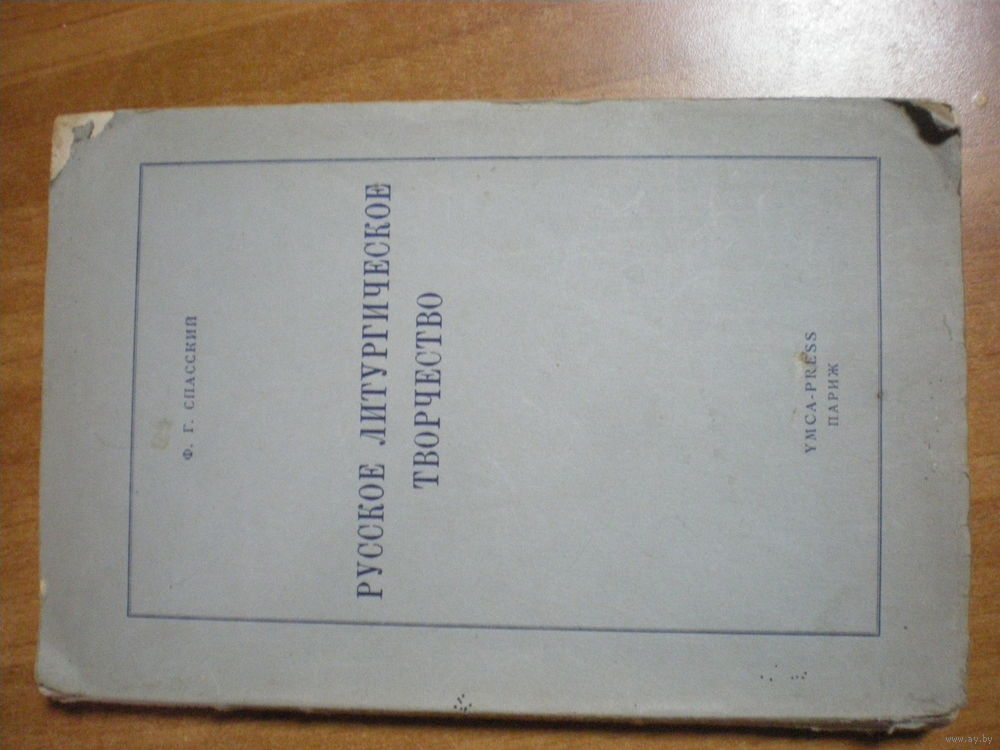 Ф. Г. СПАССКИЙ
РУССКОЕ ЛИТУРГИЧЕСКОЕ
ТВОРЧЕСТВО
YMCA-PRESS
ПАРИЖ
www.ay.by